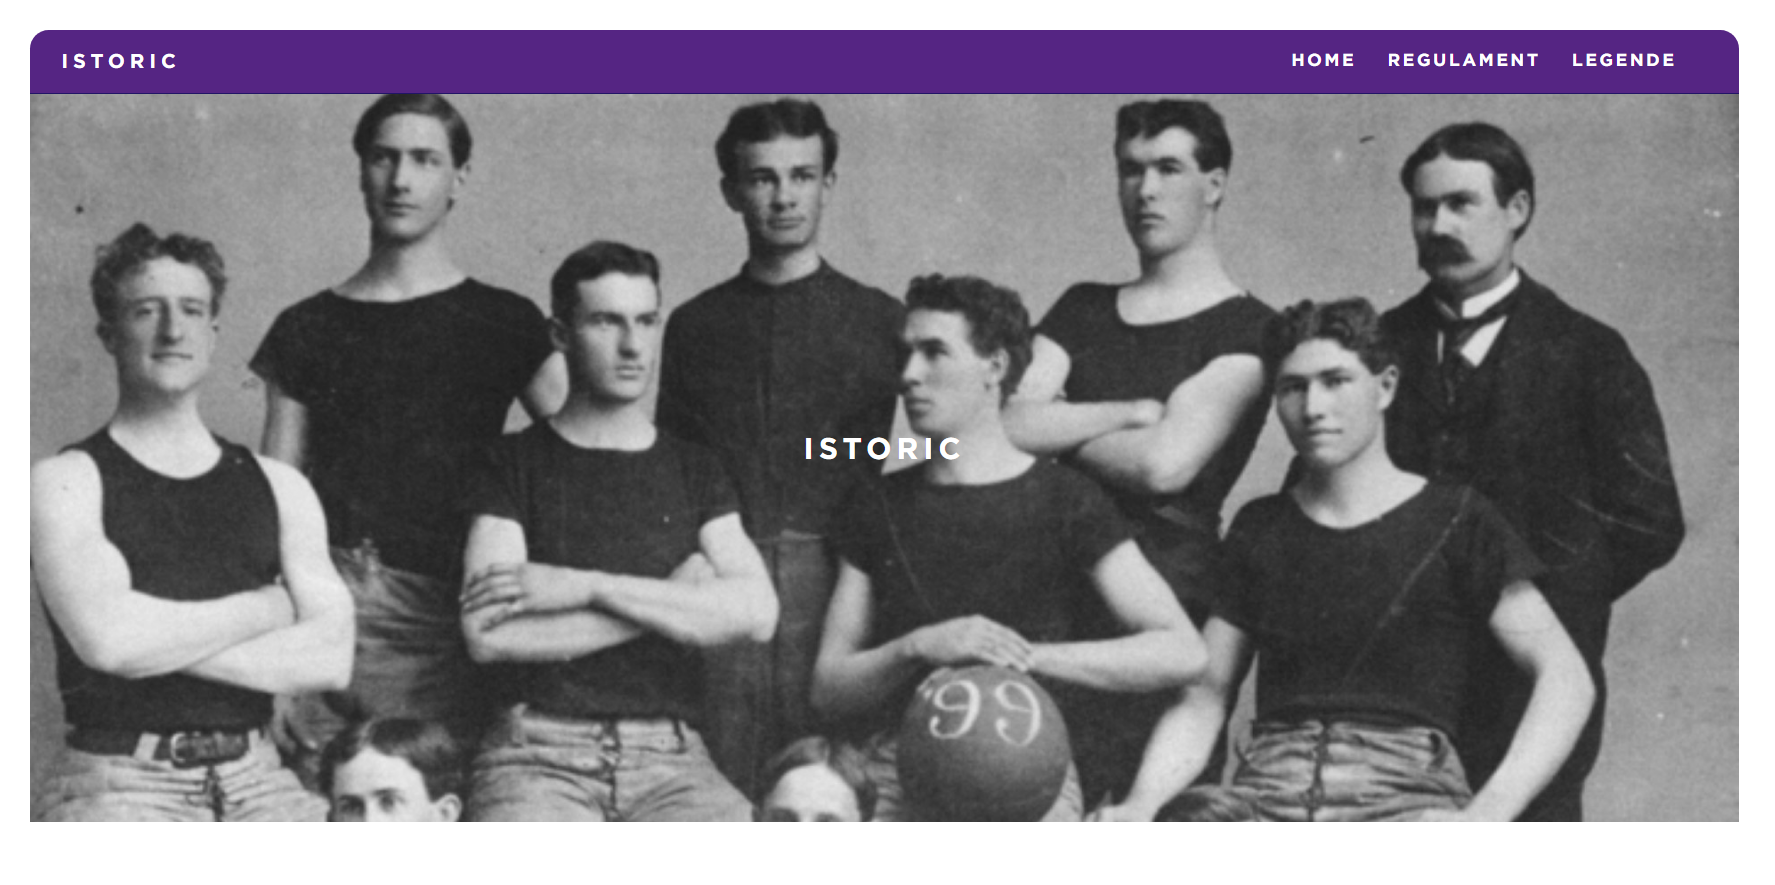 ISTORIC
HOME REGULAMENT LEGENDE
ISTORIC
'99